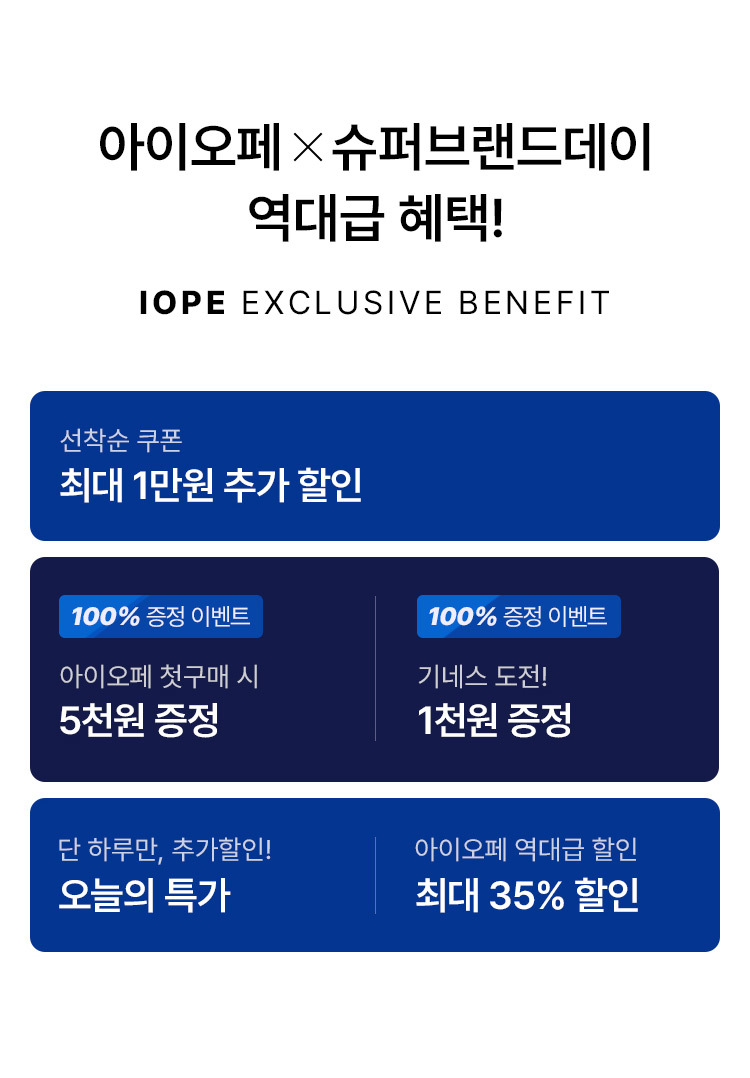 아이오페×슈퍼브랜드데이
역대급 혜택!
IOPE EXCLUSIVE BENEFIT
선착순 쿠폰
최대 1만원 추가 할인
100% 증정 이벤트
아이오페 첫구매 시
5천원 증정
100% 증정 이벤트
기네스 도전!
1천원 증정
단 하루만, 추가할인!
오늘의 특가
아이오페 역대급 할인
최대 35% 할인